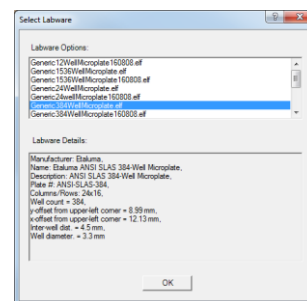 Select Labware
Labware Options:
Generic12WellMicroplate160808.elf
Generic1536WellMicroplate.elf
Generic1536WellMicroplate160808.elf
Generic24WellMicroplate.elf
Generic24wellMicroplate160808.elf
Generic384WellMicroplate.elf
Generic384WellMicroplate160808.elf
Labware Details:
Manufacturer: Etaluma,
Name: Etaluma ANSI SLAS 384-Well Microplate,
Description: ANSI SLAS 384-Well Microplate,
Plate #: ANSI-SLAS-384,
Columns/Rows: 24x16,
Well count = 384,
y-offset from upper-left corner = 8.99 mm,
x-offset from upper-left corner = 12.13 mm,
Inter-well dist. = 4.5 mm,
Well diameter. = 3.3 mm
OK